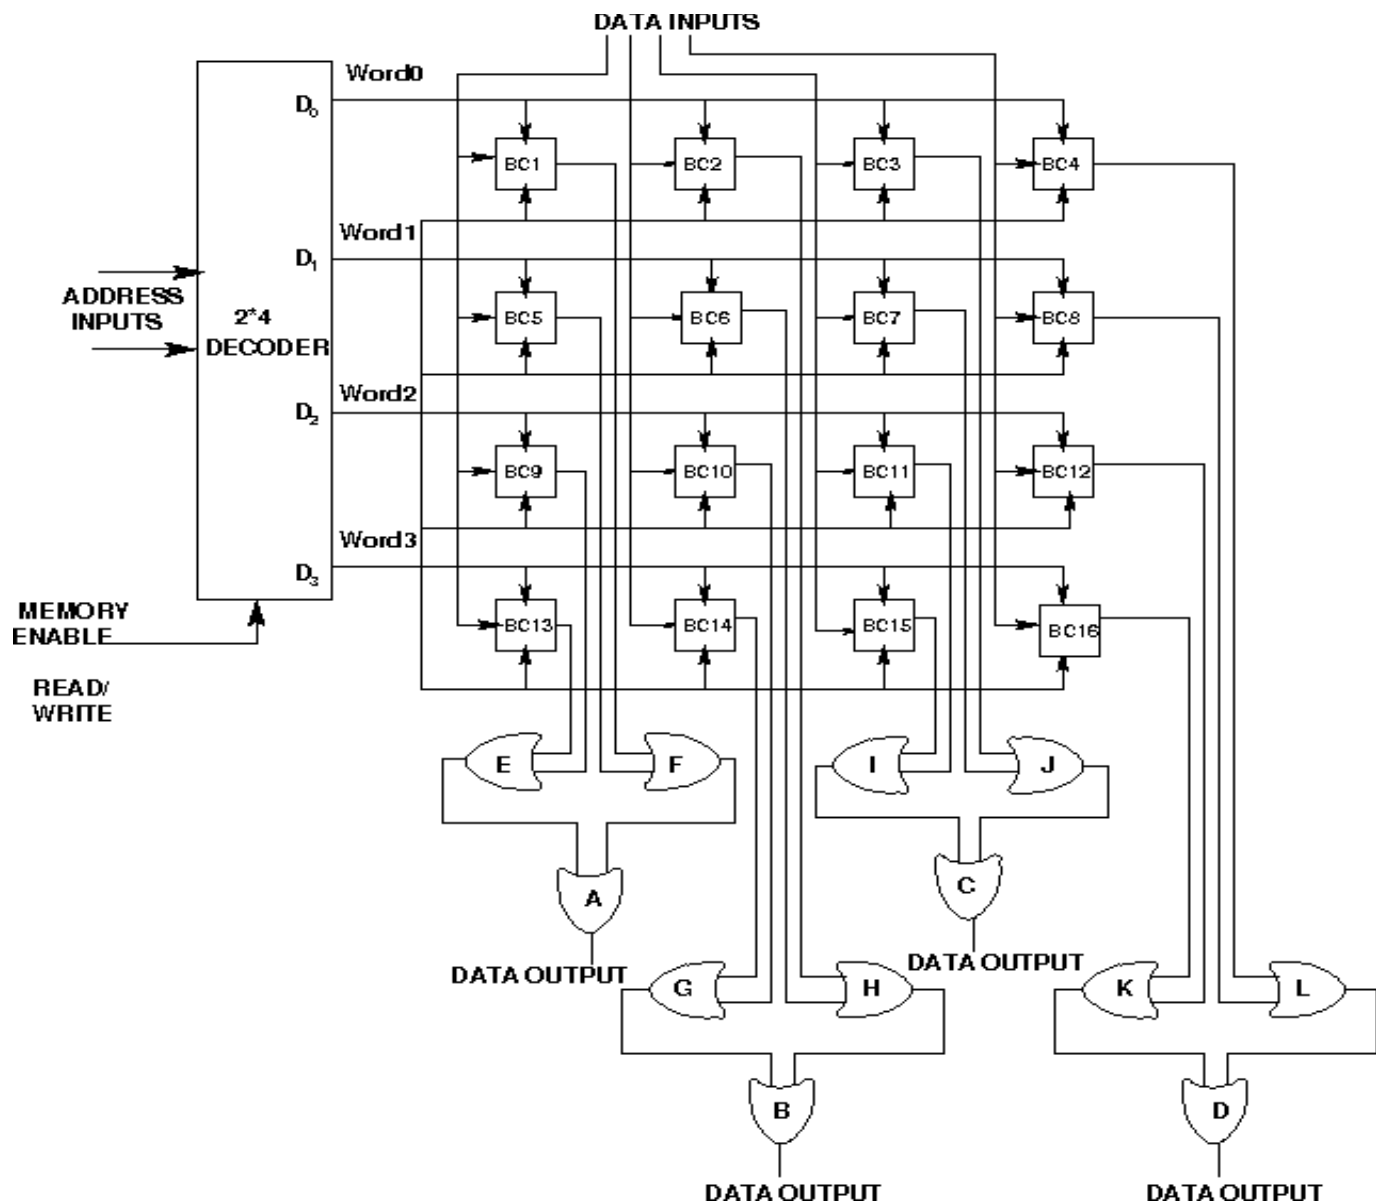 DATA INPUTS
Word0
D0
BC1 BC2 BC3 BC4
Word1
D1
ADDRESS
INPUTS
2*4
DECODER
BC5 BC6 BC7 BC8
Word2
D2
BC9 BC10 BC11 BC12
Word3
D3
MEMORY
ENABLE
BC13 BC14 BC15 BC16
READ/
WRITE
E F I J
A C
DATA OUTPUT DATA OUTPUT
G H K L
B D
DATA OUTPUT DATA OUTPUT